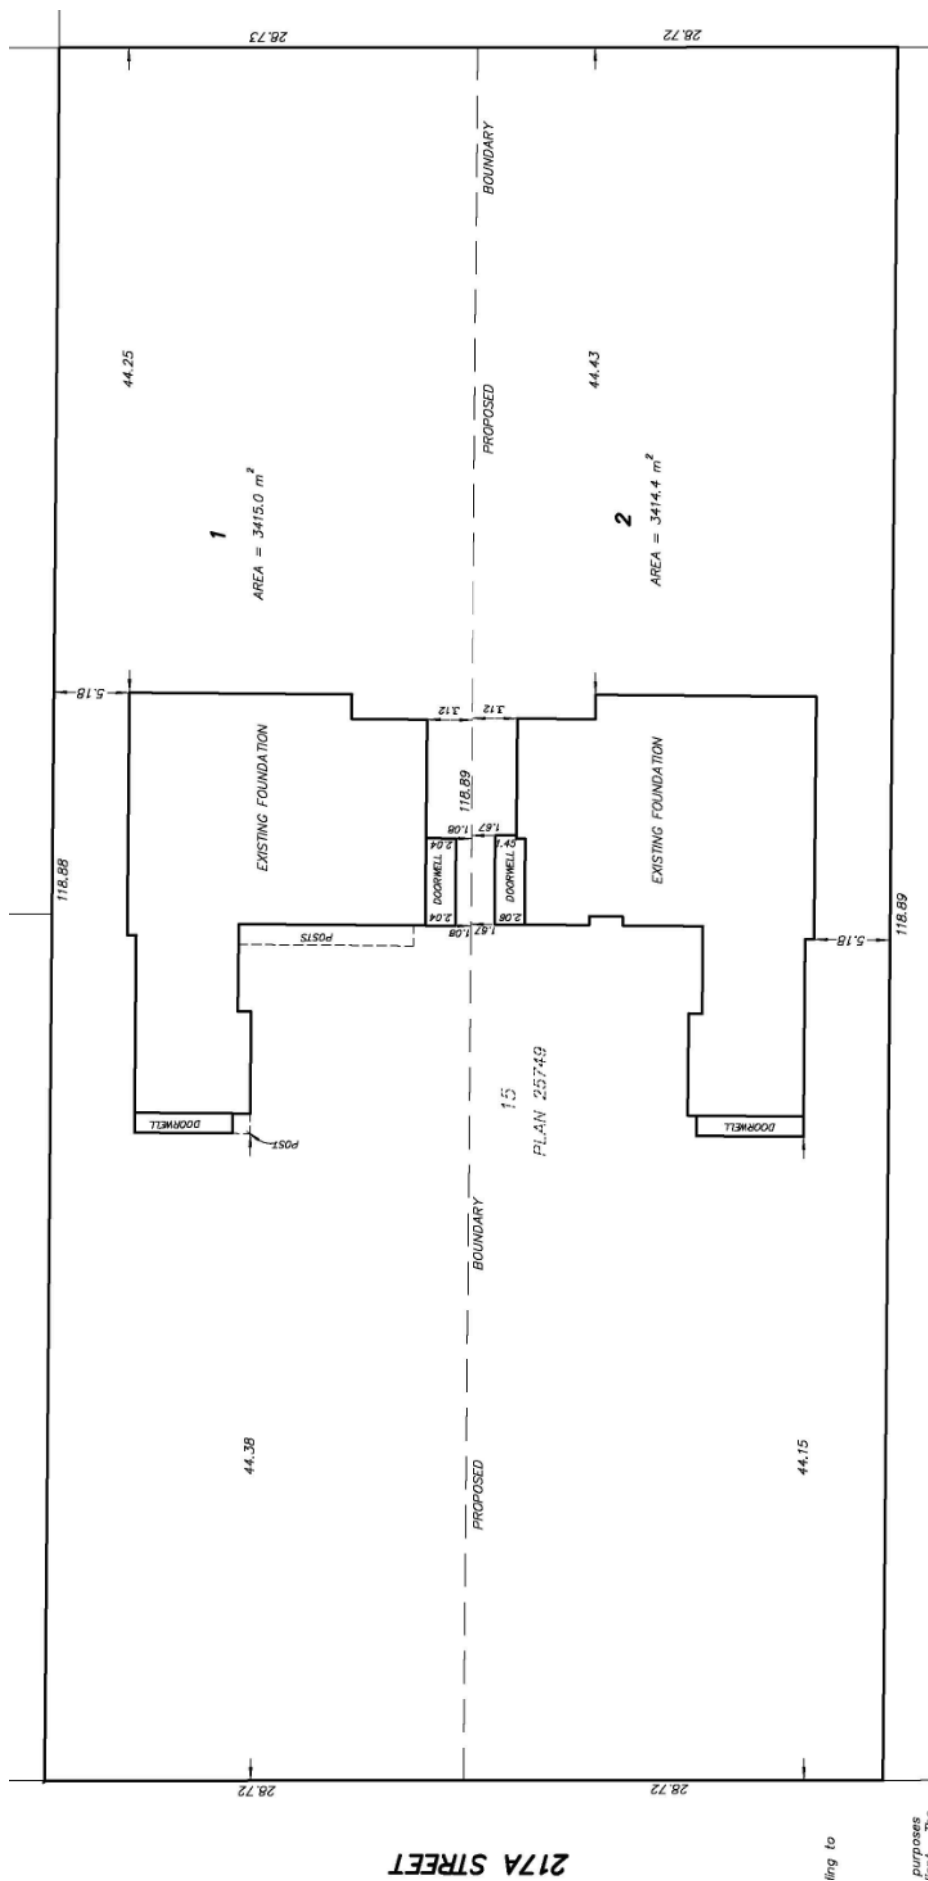 28.73
28.72
BOUNDARY
44.25
44.43
PROPOSED
1
AREA = 3415.0 m²
2
AREA = 3414.4 m²
5.18
3.12
3.12
EXISTING FOUNDATION
EXISTING FOUNDATION
118.89
118.88
1.08
1.67
2.04
1.45
DOORWELL
DOORWELL
2.04
2.06
1.08
1.67
118.89
POSTS
5.18
15
PLAN 25749
DOORWELL
DOORWELL
POST
BOUNDARY
44.38
44.15
PROPOSED
28.72
28.72
217A STREET
ing to
purposes